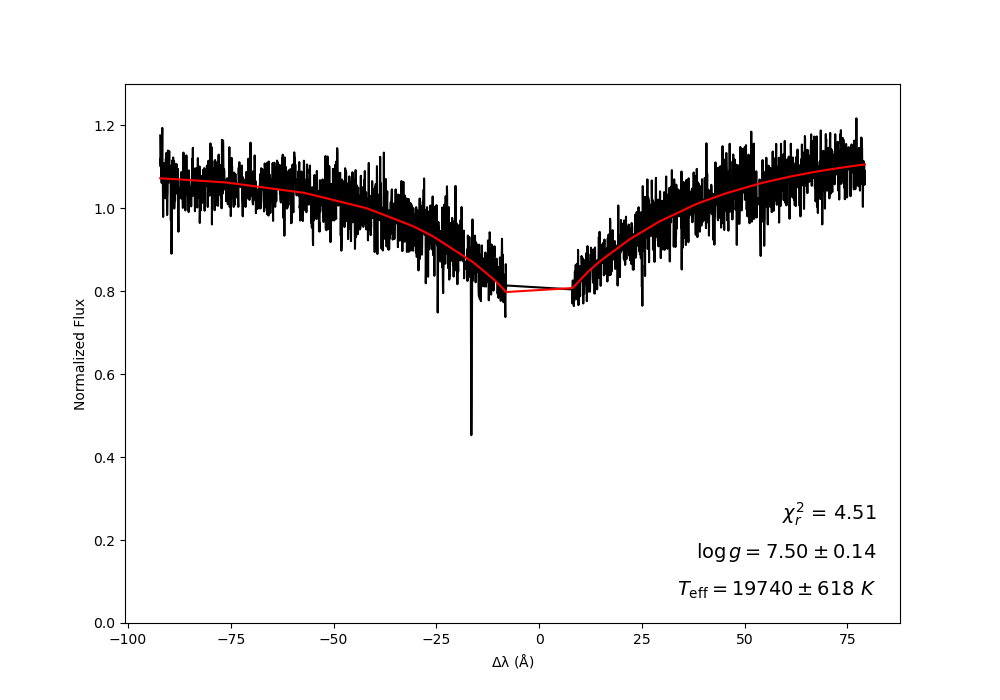 1.2
1.0
0.8
0.6
0.4
0.2
0.0
Normalized Flux
χ²ᵣ = 4.51
log g = 7.50 ± 0.14
T_eff = 19740 ± 618 K
−100 −75 −50 −25 0 25 50 75
Δλ (Å)